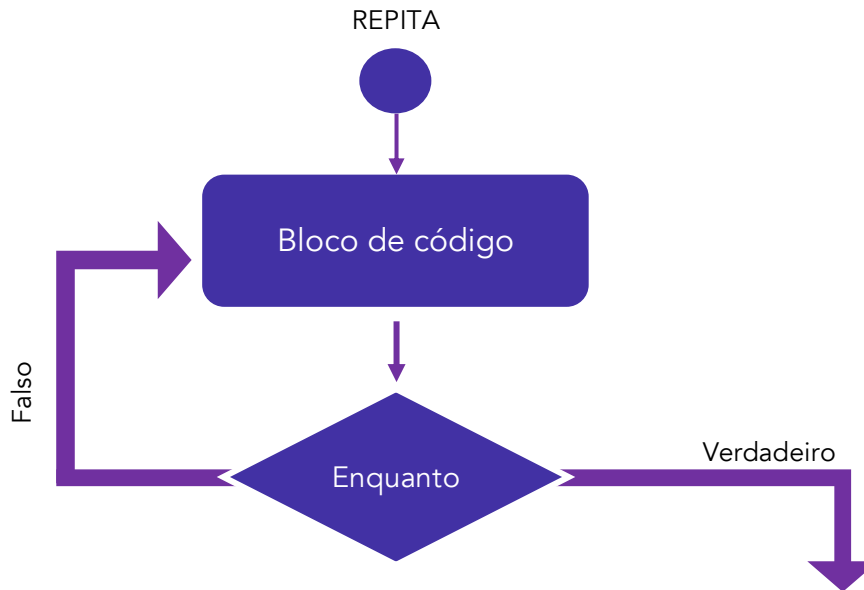 REPITA
Bloco de código
Falso
Enquanto
Verdadeiro